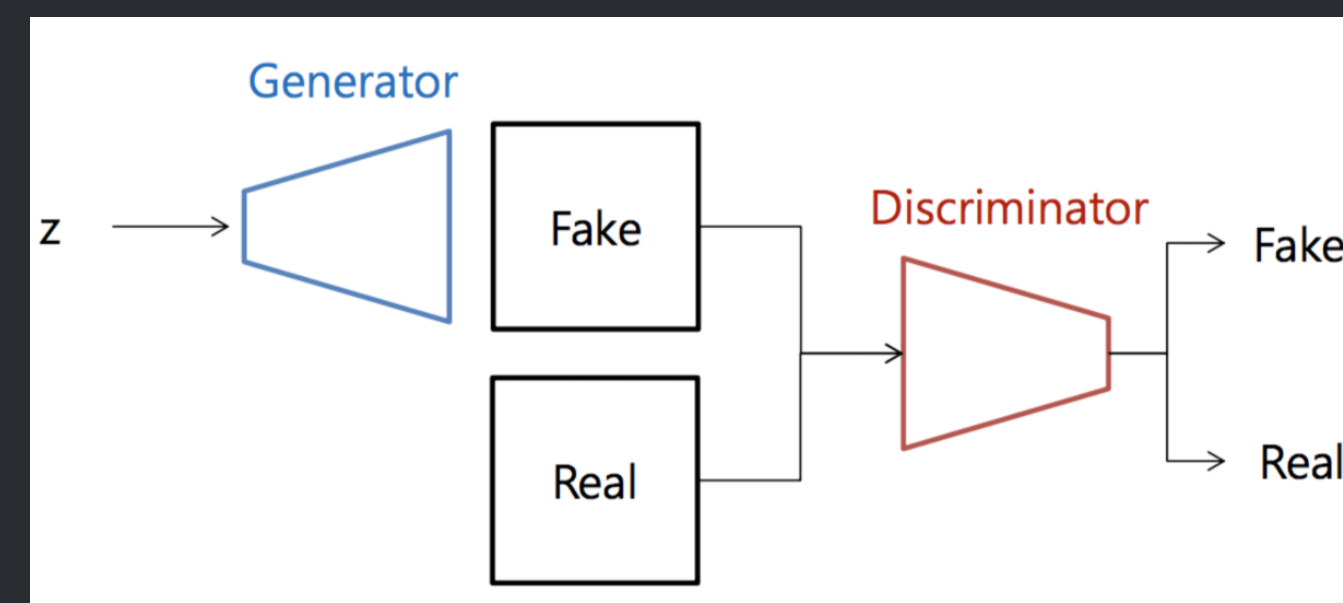 Generator
z
Fake
Discriminator
Fake
Real
Real